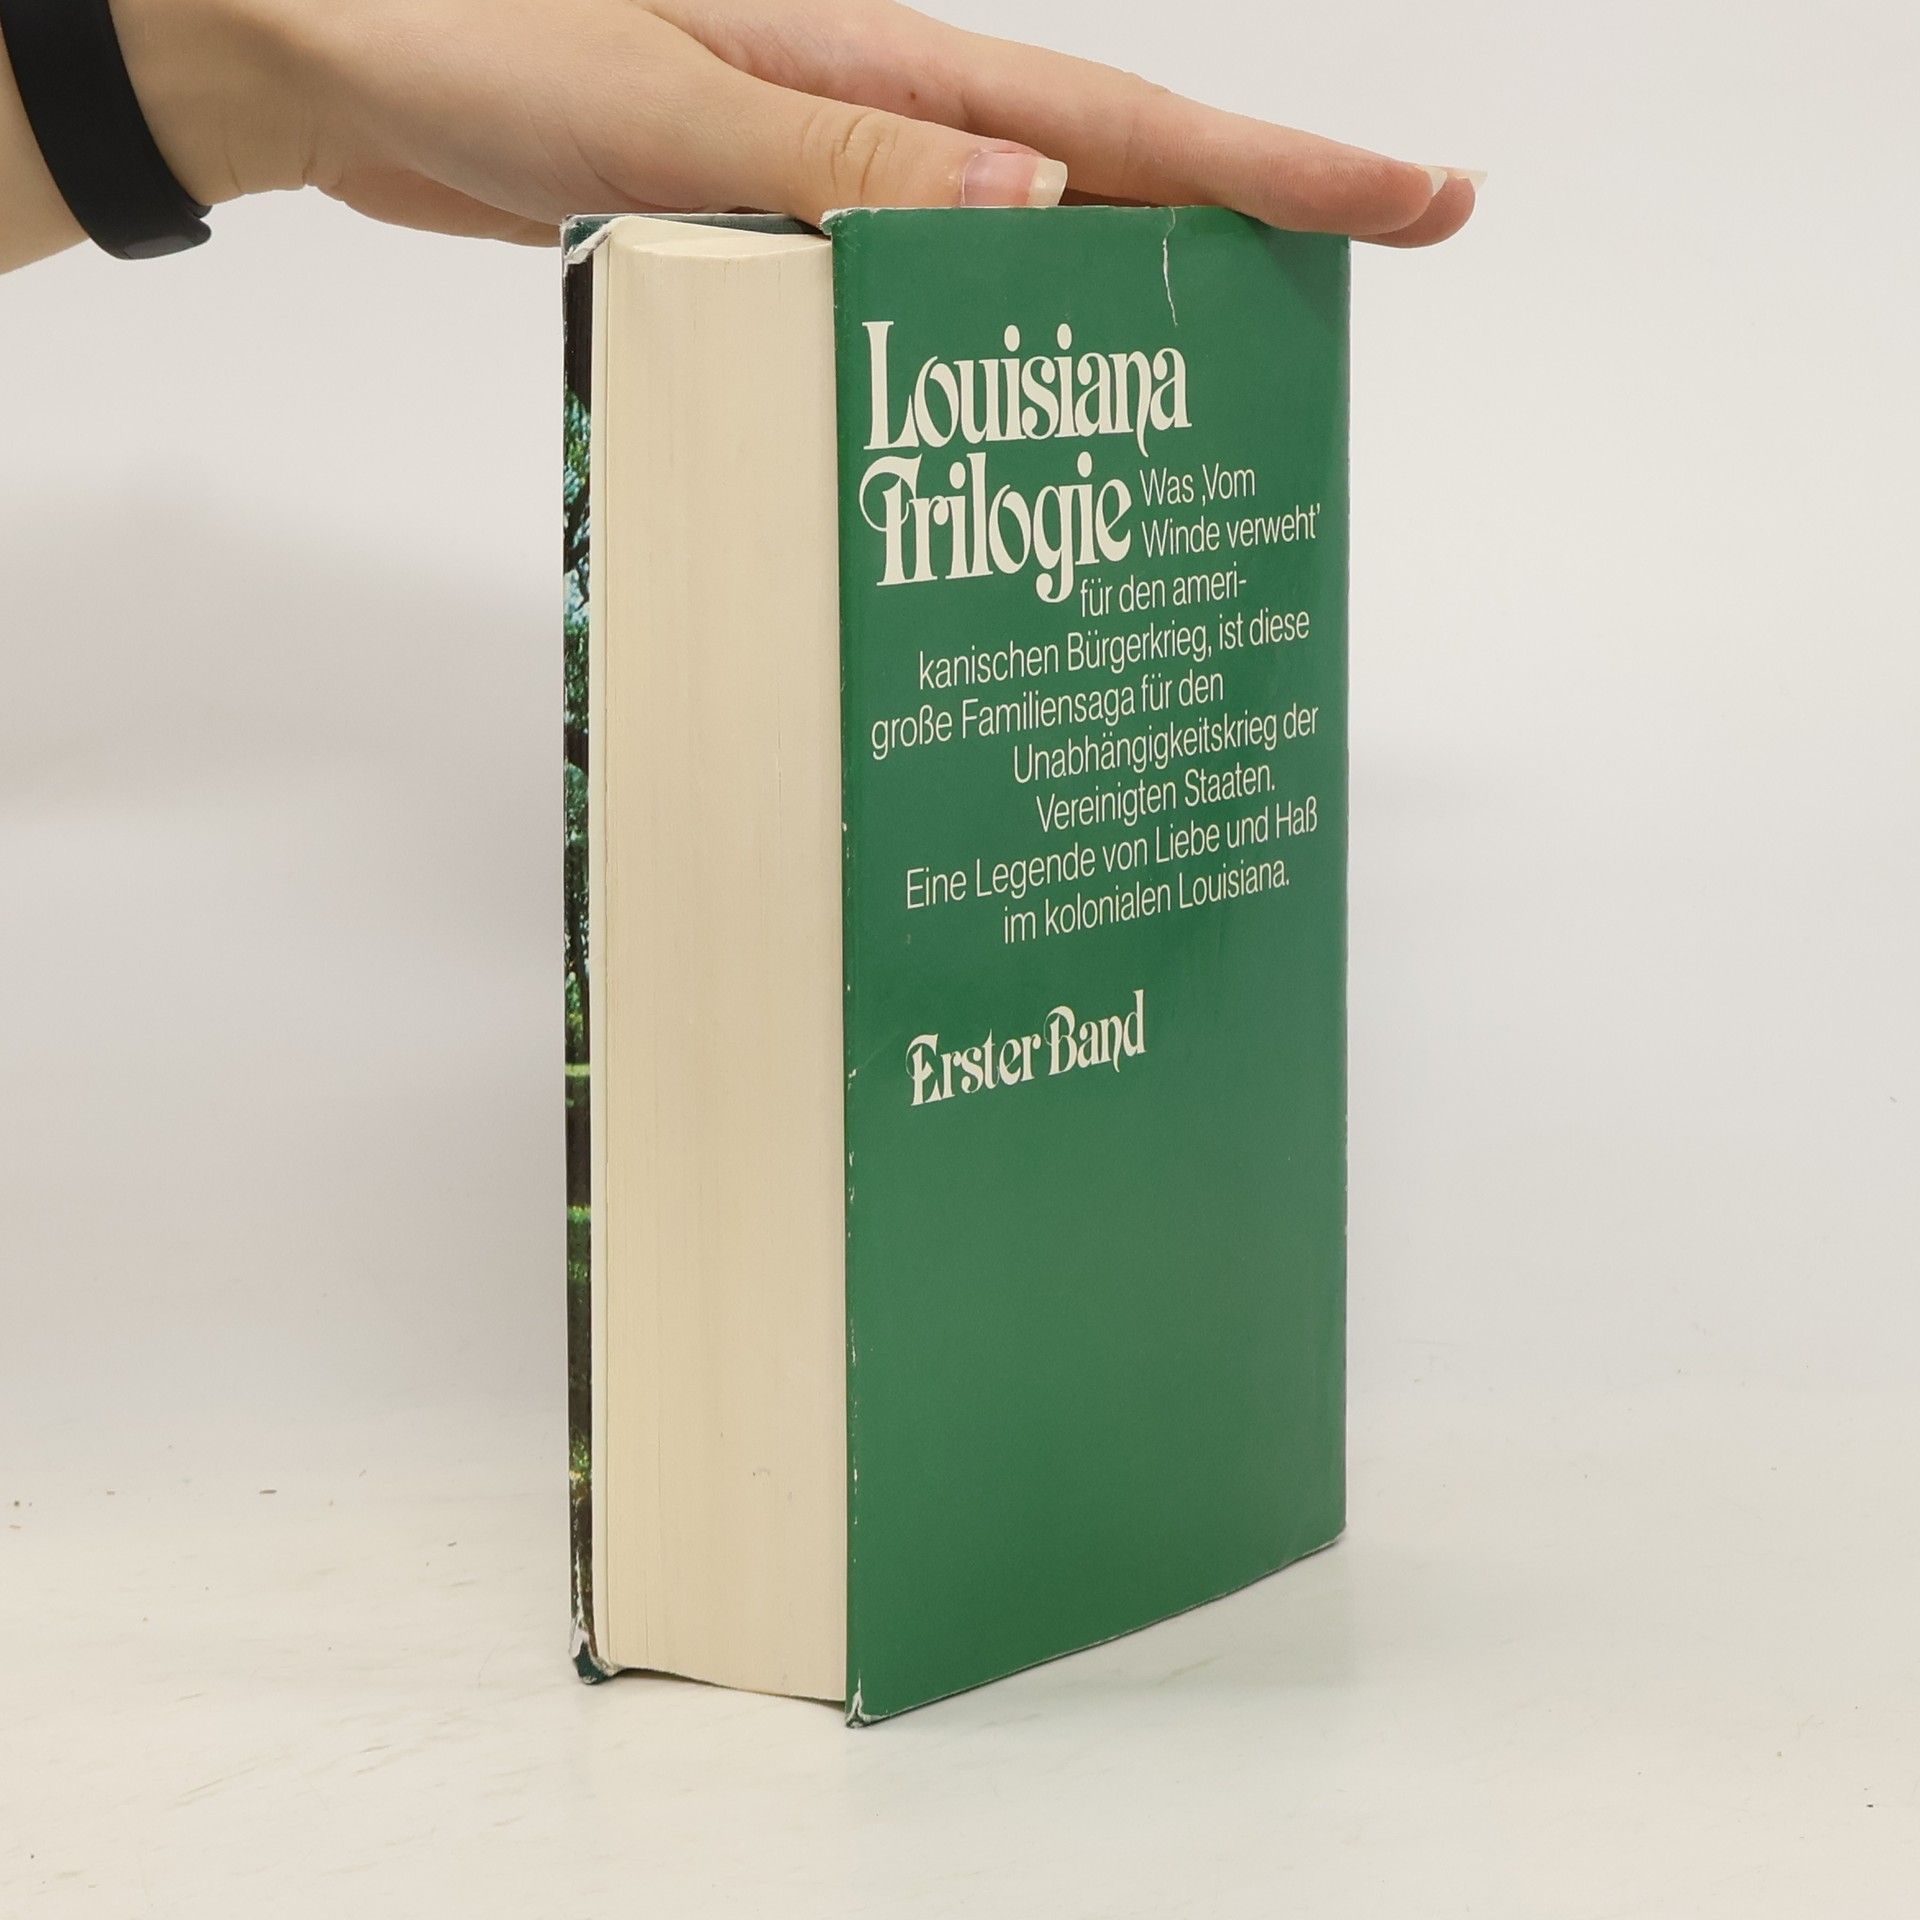 Louisiana
Trilogie Was ‚Vom
Winde verweht’
für den ameri-
kanischen Bürgerkrieg, ist diese
große Familiensaga für den
Unabhängigkeitskrieg der
Vereinigten Staaten.
Eine Legende von Liebe und Haß
im kolonialen Louisiana.
Erster Band